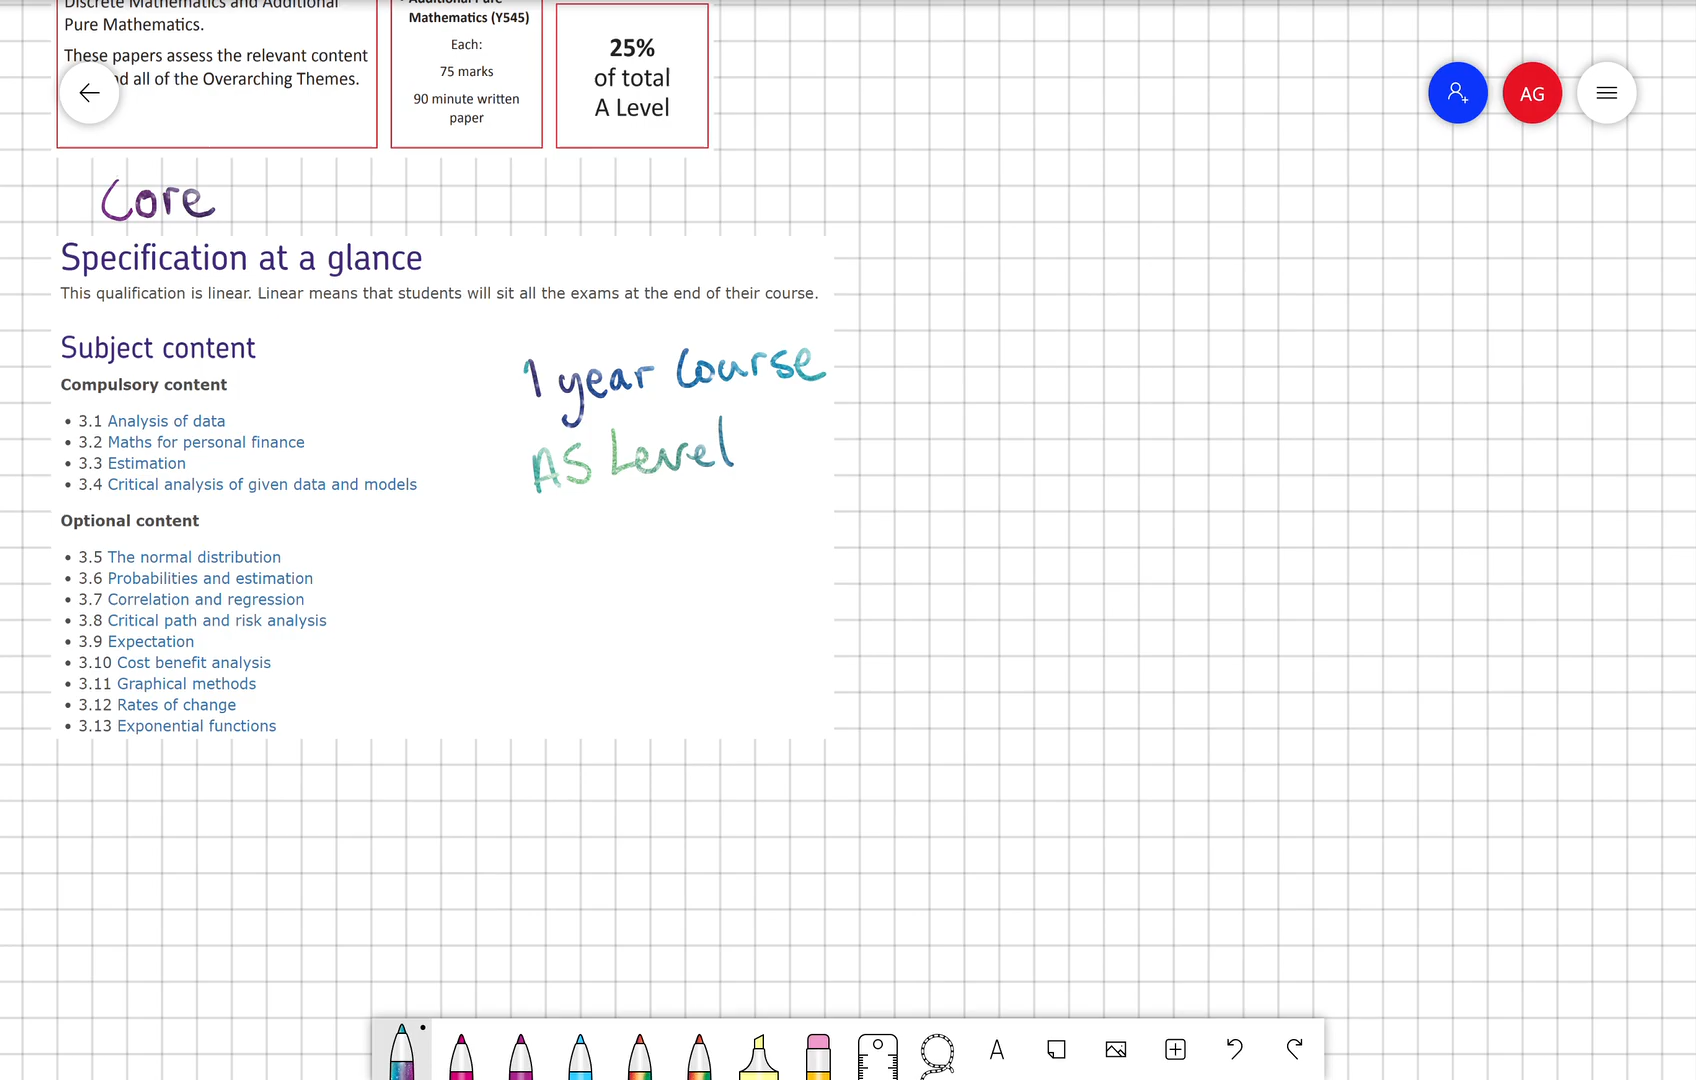 Discrete Mathematics and Additional
Pure Mathematics.
These papers assess the relevant content
d all of the Overarching Themes.
Additional Pure
Mathematics (Y545)
Each:
75 marks
90 minute written
paper
25%
of total
A Level
AG
Core
Specification at a glance
This qualification is linear. Linear means that students will sit all the exams at the end of their course.
Subject content
Compulsory content
• 3.1 Analysis of data
• 3.2 Maths for personal finance
• 3.3 Estimation
• 3.4 Critical analysis of given data and models
1 year Course
AS Level
Optional content
• 3.5 The normal distribution
• 3.6 Probabilities and estimation
• 3.7 Correlation and regression
• 3.8 Critical path and risk analysis
• 3.9 Expectation
• 3.10 Cost benefit analysis
• 3.11 Graphical methods
• 3.12 Rates of change
• 3.13 Exponential functions